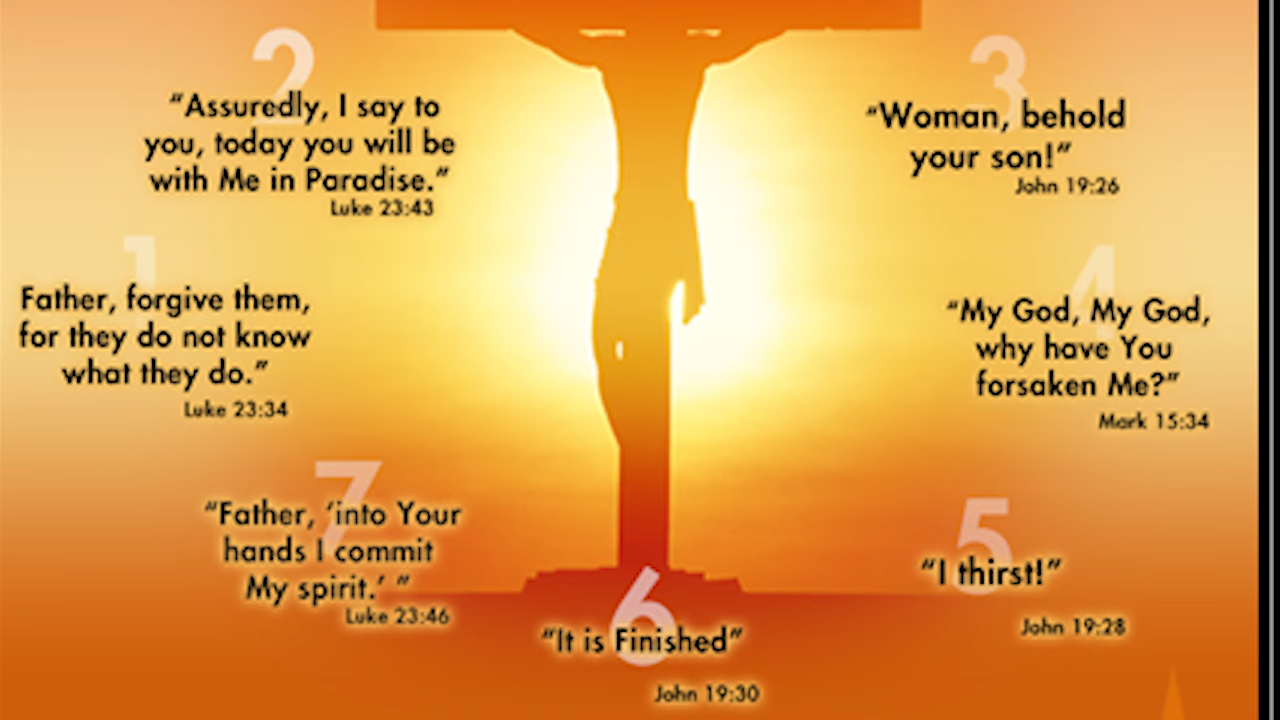 2
“Assuredly, I say to
you, today you will be
with Me in Paradise.”
Luke 23:43
3
“Woman, behold
your son!”
John 19:26
1
Father, forgive them,
for they do not know
what they do.”
Luke 23:34
4
“My God, My God,
why have You
forsaken Me?”
Mark 15:34
7
“Father, ‘into Your
hands I commit
My spirit.’ ”
Luke 23:46
5
“I thirst!”
John 19:28
6
“It is Finished”
John 19:30